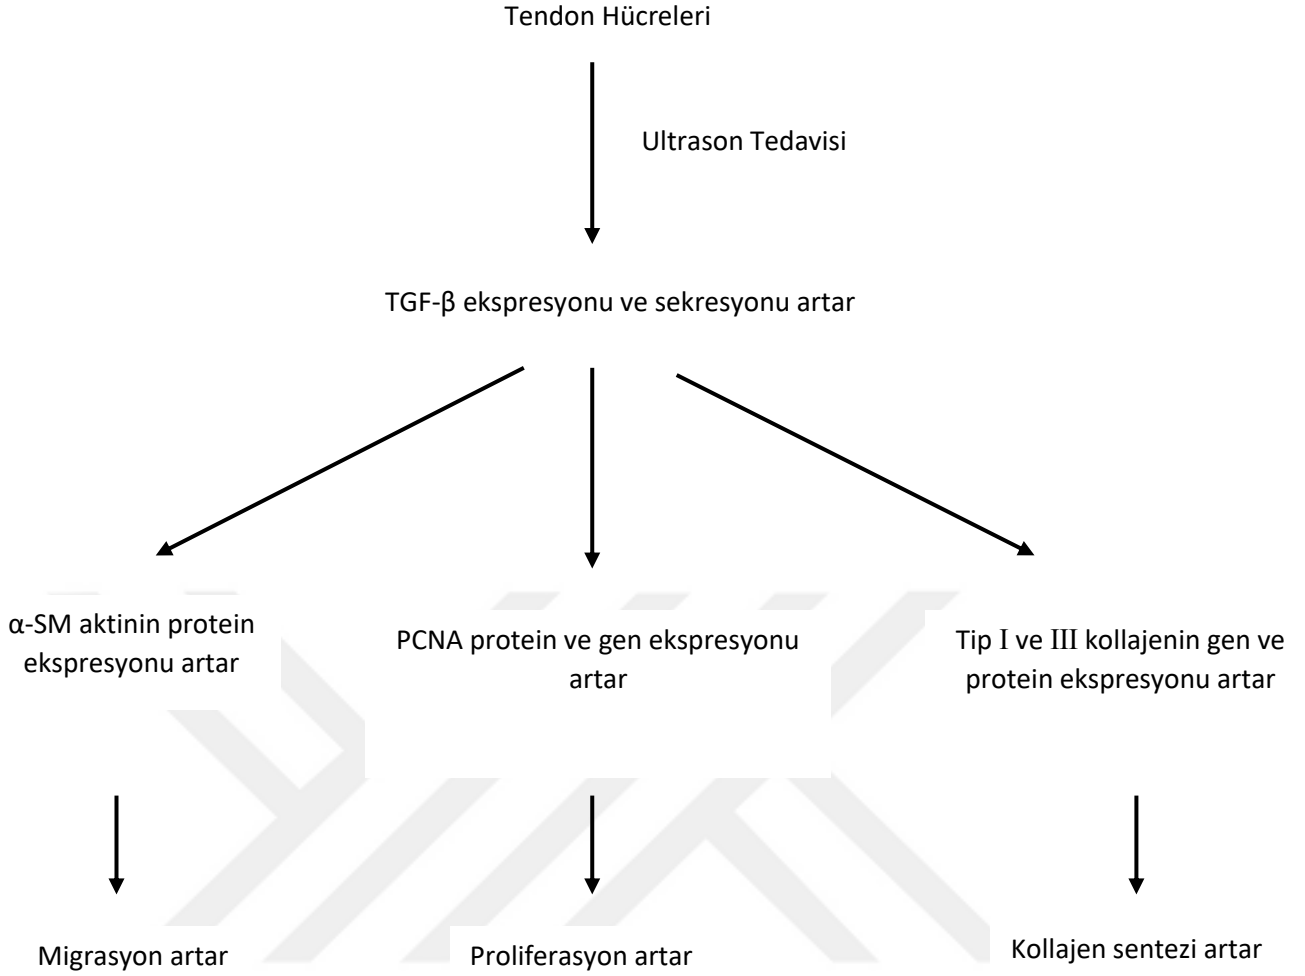 Tendon Hücreleri
Ultrason Tedavisi
TGF-β ekspresyonu ve sekresyonu artar
α-SM aktinin protein
ekspresyonu artar
PCNA protein ve gen ekspresyonu
artar
Tip I ve III kollajenin gen ve
protein ekspresyonu artar
Migrasyon artar
Proliferasyon artar
Kollajen sentezi artar